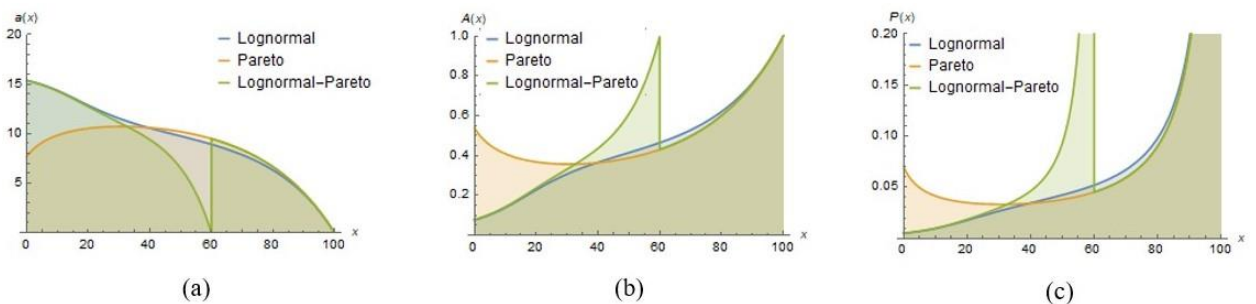 a(x)
20
15
10
5
0
20
40
60
80
100
x
Lognormal
Pareto
Lognormal-Pareto
(a)
A(x)
1.0
0.8
0.6
0.4
0.2
0
20
40
60
80
100
x
Lognormal
Pareto
Lognormal-Pareto
(b)
P(x)
0.20
0.15
0.10
0.05
0
20
40
60
80
100
x
Lognormal
Pareto
Lognormal-Pareto
(c)